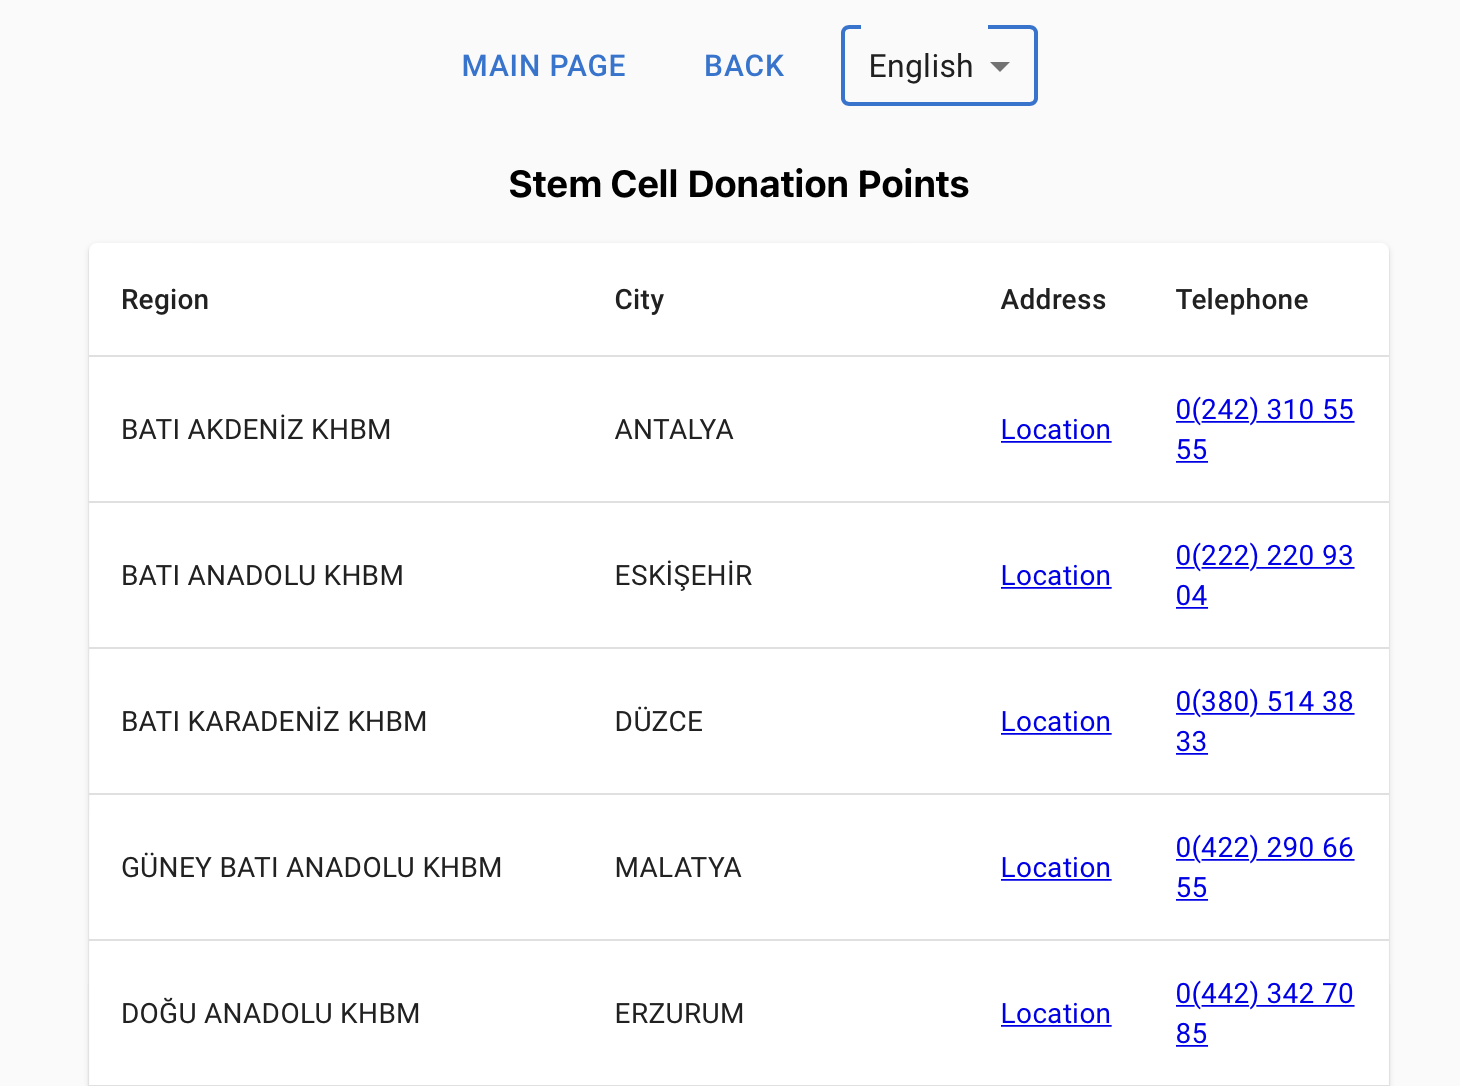 MAIN PAGE BACK English
Stem Cell Donation Points
Region City Address Telephone
BATI AKDENİZ KHBM ANTALYA Location 0(242) 310 55
55
BATI ANADOLU KHBM ESKİŞEHİR Location 0(222) 220 93
04
BATI KARADENİZ KHBM DÜZCE Location 0(380) 514 38
33
GÜNEY BATI ANADOLU KHBM MALATYA Location 0(422) 290 66
55
DOĞU ANADOLU KHBM ERZURUM Location 0(442) 342 70
85